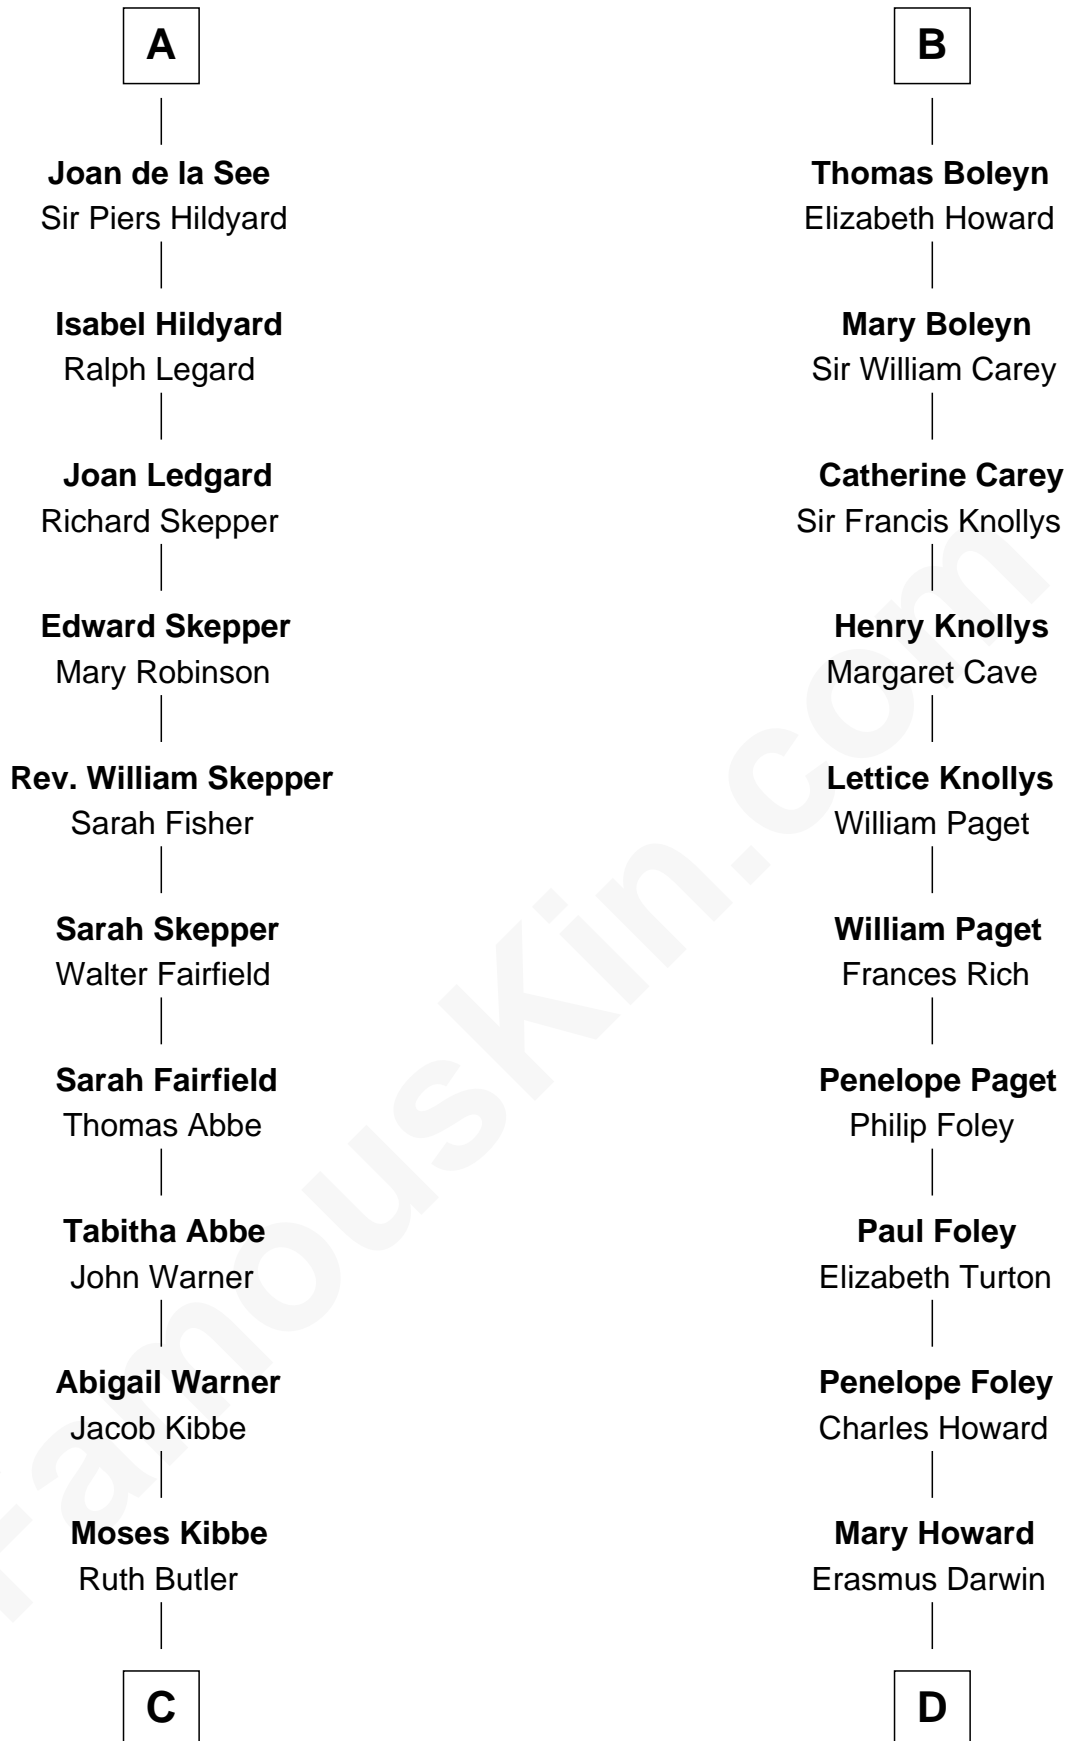 A
Joan de la See
Sir Piers Hildyard
Isabel Hildyard
Ralph Legard
Joan Ledgard
Richard Skepper
Edward Skepper
Mary Robinson
Rev. William Skepper
Sarah Fisher
Sarah Skepper
Walter Fairfield
Sarah Fairfield
Thomas Abbe
Tabitha Abbe
John Warner
Abigail Warner
Jacob Kibbe
Moses Kibbe
Ruth Butler
C
B
Thomas Boleyn
Elizabeth Howard
Mary Boleyn
Sir William Carey
Catherine Carey
Sir Francis Knollys
Henry Knollys
Margaret Cave
Lettice Knollys
William Paget
William Paget
Frances Rich
Penelope Paget
Philip Foley
Paul Foley
Elizabeth Turton
Penelope Foley
Charles Howard
Mary Howard
Erasmus Darwin
D
FamousKin.com